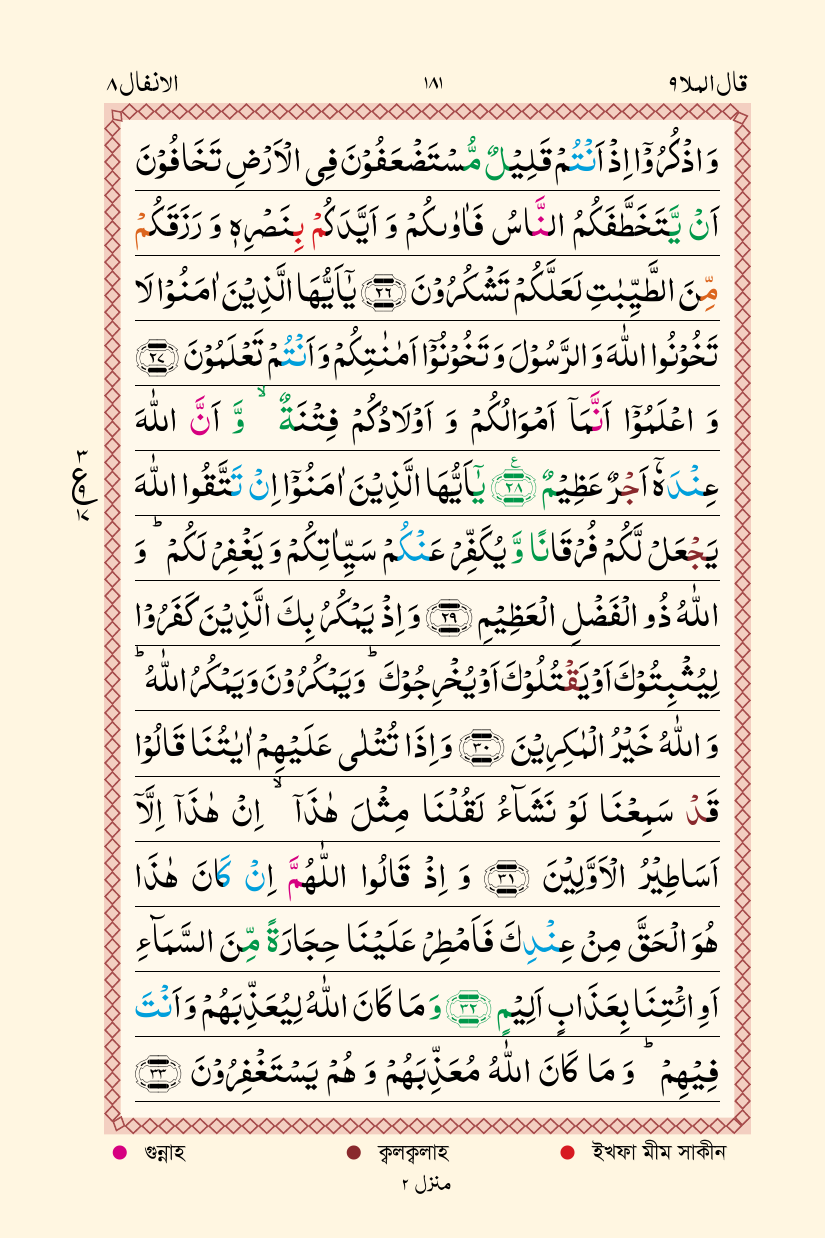 قال الملا ٩ ١٨١ الانفال ٨
وَ اذْكُرُوْۤا اِذْ اَنْتُمْ قَلِيْلٌ مُّسْتَضْعَفُوْنَ فِی الْاَرْضِ تَخَافُوْنَ
اَنْ يَّتَخَطَّفَكُمُ النَّاسُ فَاٰوٰىكُمْ وَ اَيَّدَكُمْ بِنَصْرِهٖ وَ رَزَقَكُمْ
مِّنَ الطَّيِّبٰتِ لَعَلَّكُمْ تَشْكُرُوْنَ ﴿٢٦﴾ يٰۤاَيُّهَا الَّذِيْنَ اٰمَنُوْا لَا
تَخُوْنُوا اللّٰهَ وَ الرَّسُوْلَ وَ تَخُوْنُوْۤا اَمٰنٰتِكُمْ وَ اَنْتُمْ تَعْلَمُوْنَ ﴿٢٧﴾
وَ اعْلَمُوْۤا اَنَّمَاۤ اَمْوَالُكُمْ وَ اَوْلَادُكُمْ فِتْنَةٌ ۙ وَّ اَنَّ اللّٰهَ
عِنْدَهٗۤ اَجْرٌ عَظِيْمٌ ﴿٢٨﴾ ع يٰۤاَيُّهَا الَّذِيْنَ اٰمَنُوْۤا اِنْ تَتَّقُوا اللّٰهَ
٣ ع ٩ ١٧
يَجْعَلْ لَّكُمْ فُرْقَانًا وَّ يُكَفِّرْ عَنْكُمْ سَيِّاٰتِكُمْ وَ يَغْفِرْ لَكُمْ ؕ وَ
اللّٰهُ ذُو الْفَضْلِ الْعَظِيْمِ ﴿٢٩﴾ وَ اِذْ يَمْكُرُ بِكَ الَّذِيْنَ كَفَرُوْا
لِيُثْبِتُوْكَ اَوْ يَقْتُلُوْكَ اَوْ يُخْرِجُوْكَ ؕ وَ يَمْكُرُوْنَ وَ يَمْكُرُ اللّٰهُ ؕ
وَ اللّٰهُ خَيْرُ الْمٰكِرِيْنَ ﴿٣٠﴾ وَ اِذَا تُتْلٰى عَلَيْهِمْ اٰيٰتُنَا قَالُوْا
قَدْ سَمِعْنَا لَوْ نَشَآءُ لَقُلْنَا مِثْلَ هٰذَاۤ ۙ اِنْ هٰذَاۤ اِلَّاۤ
اَسَاطِيْرُ الْاَوَّلِيْنَ ﴿٣١﴾ وَ اِذْ قَالُوا اللّٰهُمَّ اِنْ كَانَ هٰذَا
هُوَ الْحَقَّ مِنْ عِنْدِكَ فَاَمْطِرْ عَلَيْنَا حِجَارَةً مِّنَ السَّمَآءِ
اَوِ ائْتِنَا بِعَذَابٍ اَلِيْمٍ ﴿٣٢﴾ وَ مَا كَانَ اللّٰهُ لِيُعَذِّبَهُمْ وَ اَنْتَ
فِيْهِمْ ؕ وَ مَا كَانَ اللّٰهُ مُعَذِّبَهُمْ وَ هُمْ يَسْتَغْفِرُوْنَ ﴿٣٣﴾
গুন্নাহ ক্বলক্বলাহ ইখফা মীম সাকীন
منزل ٢